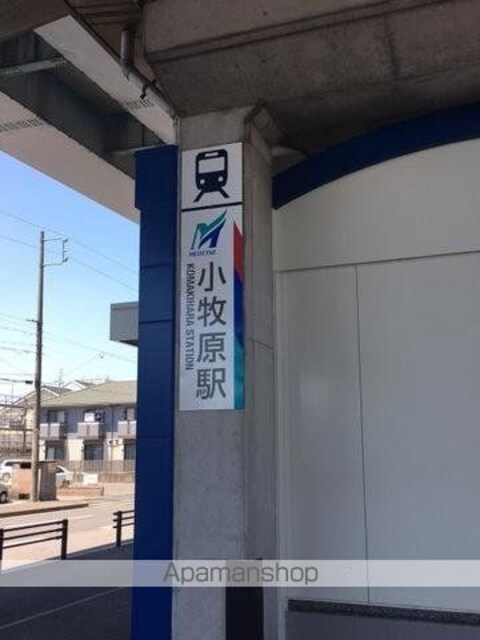 MEITETSU
小牧原駅
KOMAKIHARA STATION
Apamanshop